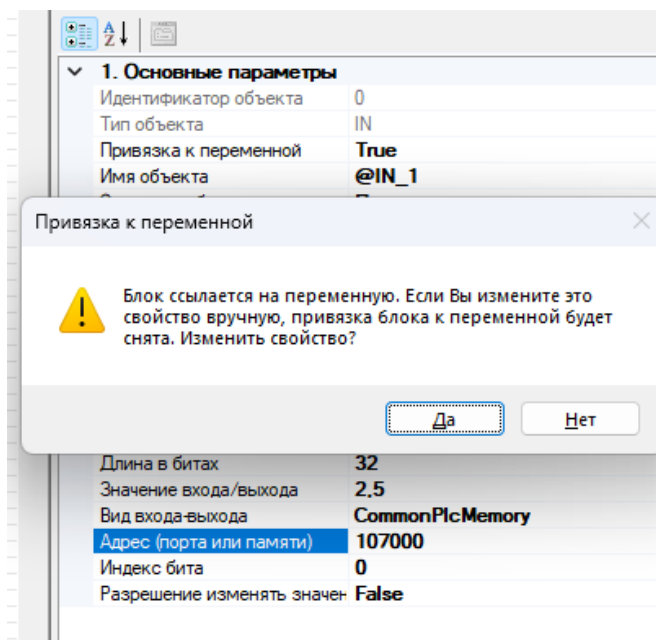 1. Основные параметры
Идентификатор объекта 0
Тип объекта IN
Привязка к переменной True
Имя объекта @IN_1
Привязка к переменной
Блок ссылается на переменную. Если Вы измените это
свойство вручную, привязка блока к переменной будет
снята. Изменить свойство?
Да Нет
Длина в битах 32
Значение входа/выхода 2,5
Вид входа-выхода CommonPlcMemory
Адрес (порта или памяти) 107000
Индекс бита 0
Разрешение изменять значен False